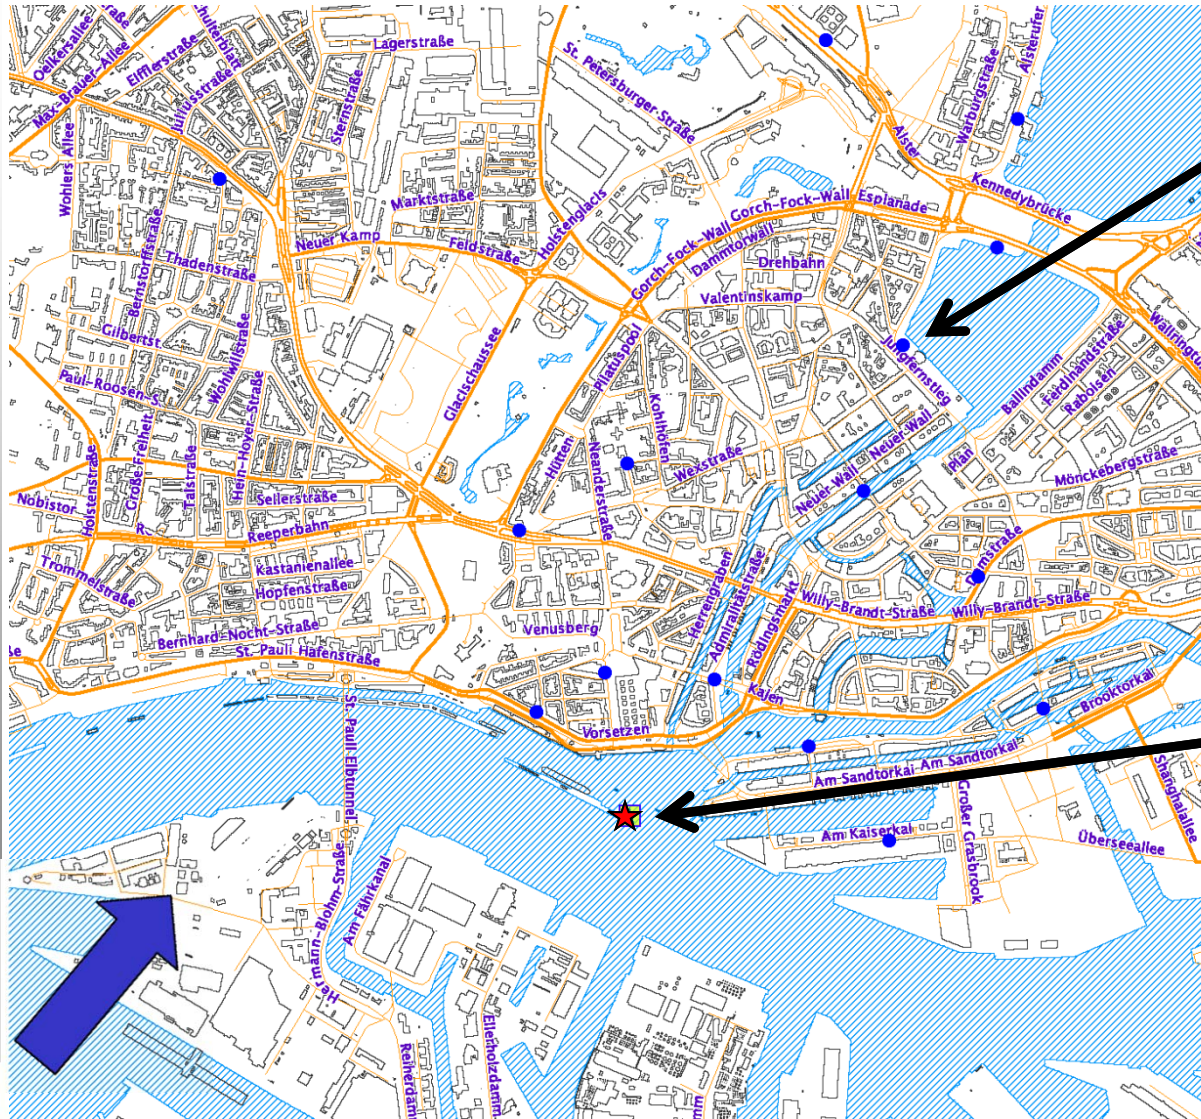 Oelkersallee
Max-Brauer-Allee
Eifflerstraße
Juliusstraße
Lagerstraße
Sternstraße
St. Petersburger Straße
Warburgstraße
Alsterufer
Alster
Kennedybrücke
Wohlers Allee
Marktstraße
Neuer Kamp
Feldstraße
Holstenglacis
Gorch-Fock-Wall
Gorch-Fock-Wall
Esplanade
Dammtorwall
Drehbahn
Valentinskamp
Bernstorffstraße
Thadenstraße
Gilbertst.
Wohlwillstraße
Paul-Roosen-S.
Glacischaussee
Pilatuspool
Kohlhöfen
Hütten
Neanderstraße
Wexstraße
Jungfernstieg
Neuer Wall
Neuer Wall
Plan
Ballindamm
Ferdinandstraße
Raboisen
Mönckebergstraße
Große Freiheit
Hein-Hoyer-Straße
Talstraße
Seilerstraße
Nobistor
Holstenstraße
R.
Reeperbahn
Kastanienallee
Hopfenstraße
Trommelstraße
Bernhard-Nocht-Straße
St. Pauli Hafenstraße
Venusberg
Herrengraben
Admiralitätstraße
Rödingsmarkt
Domstraße
Willy-Brandt-Straße
Willy-Brandt-Straße
Kajen
Vorsetzen
Brooktorkai
Am Sandtorkai
Am Sandtorkai
Shanghaiallee
St. Pauli Elbtunnel
Großer Grasbrook
Am Kaiserkai
Überseeallee
Hermann-Blohm-Straße
Am Fährkanal
Ellerholzdamm
Reiherdam